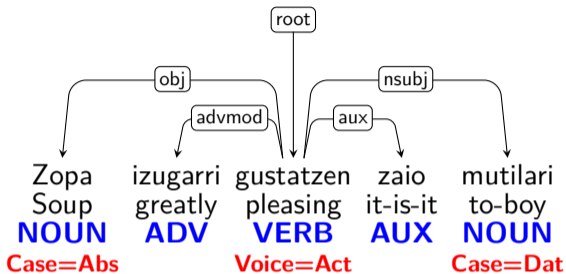 root
obj nsubj
advmod aux
Zopa izugarri gustatzen zaio mutilari
Soup greatly pleasing it-is-it to-boy
NOUN ADV VERB AUX NOUN
Case=Abs Voice=Act Case=Dat